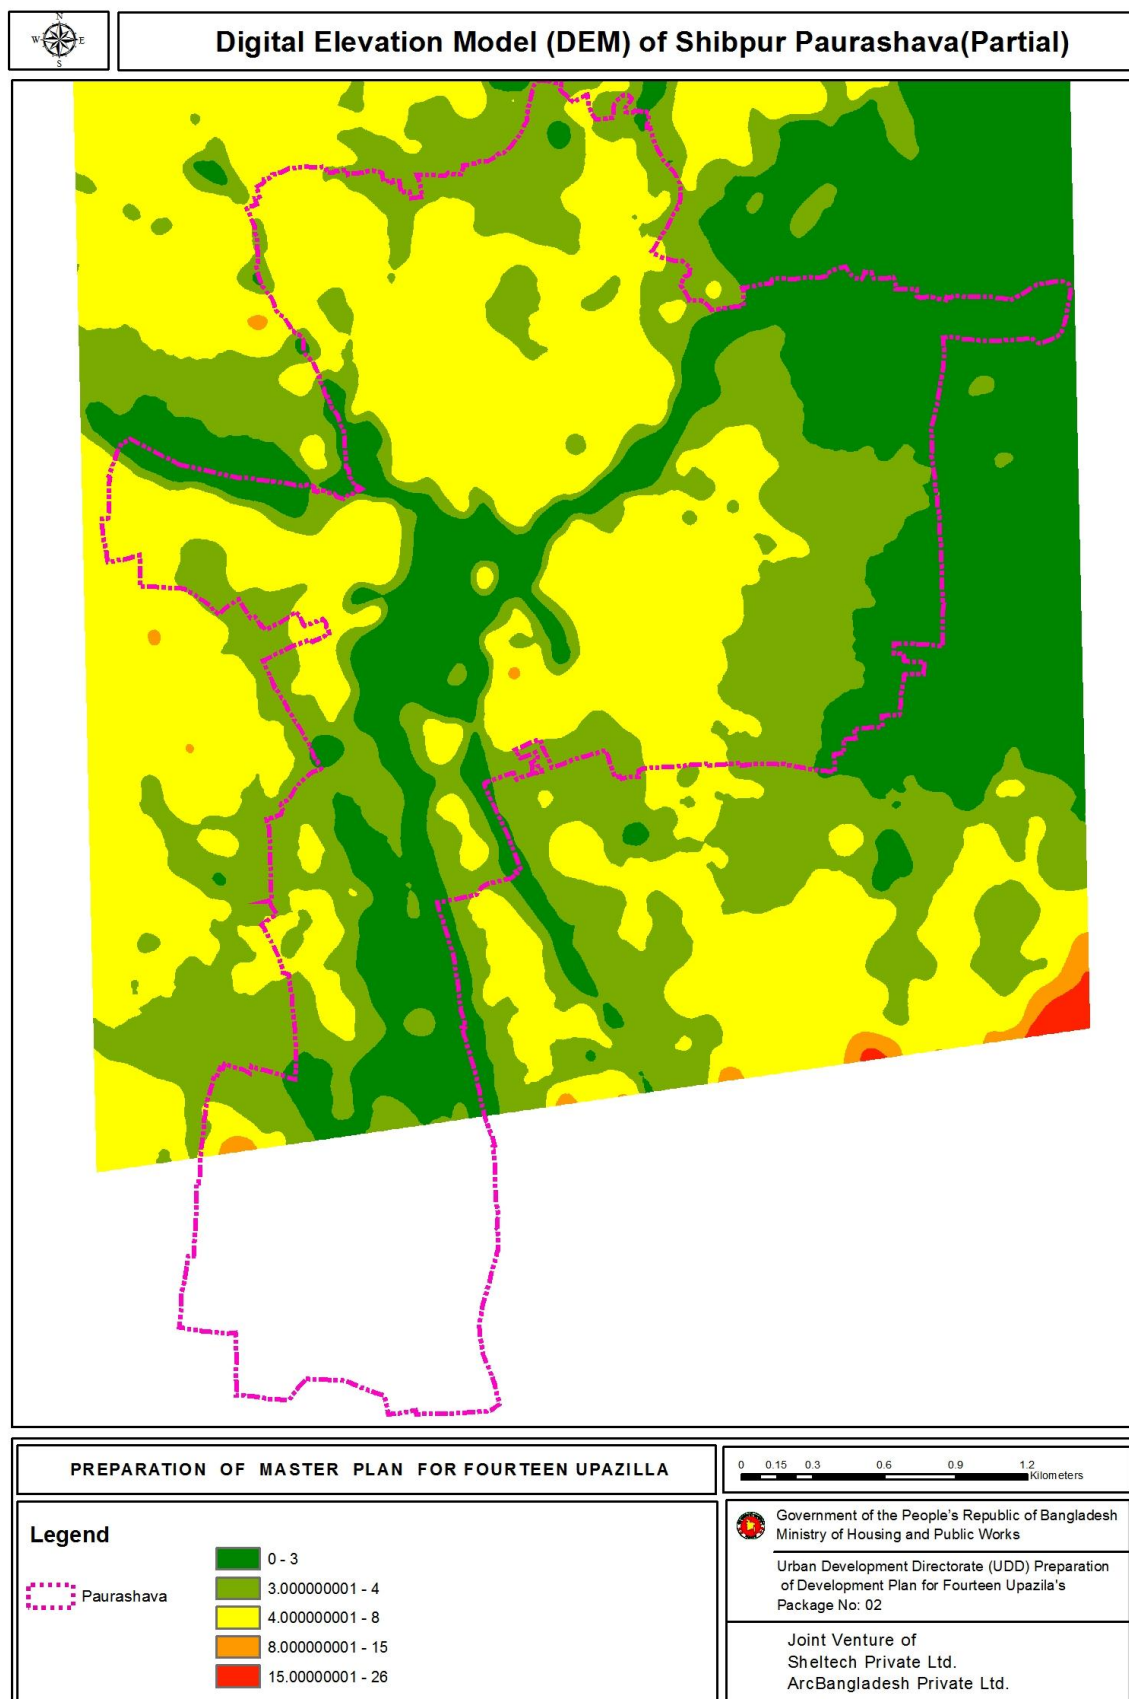 N
W E
S
Digital Elevation Model (DEM) of Shibpur Paurashava(Partial)
PREPARATION OF MASTER PLAN FOR FOURTEEN UPAZILLA
0 0.15 0.3 0.6 0.9 1.2
Kilometers
Legend
Paurashava
0 - 3
3.000000001 - 4
4.000000001 - 8
8.000000001 - 15
15.00000001 - 26
Government of the People's Republic of Bangladesh
Ministry of Housing and Public Works
Urban Development Directorate (UDD) Preparation
of Development Plan for Fourteen Upazila's
Package No: 02
Joint Venture of
Sheltech Private Ltd.
ArcBangladesh Private Ltd.